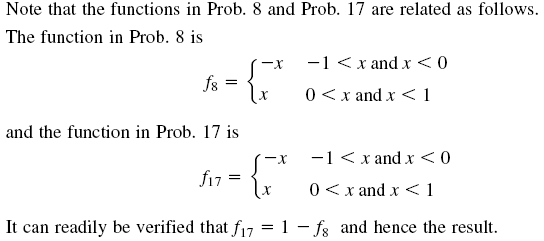 Note that the functions in Prob. 8 and Prob. 17 are related as follows.
The function in Prob. 8 is
f₈ = { −x   −1 < x and x < 0
x   0 < x and x < 1
and the function in Prob. 17 is
f₁₇ = { −x   −1 < x and x < 0
x   0 < x and x < 1
It can readily be verified that f₁₇ = 1 − f₈ and hence the result.